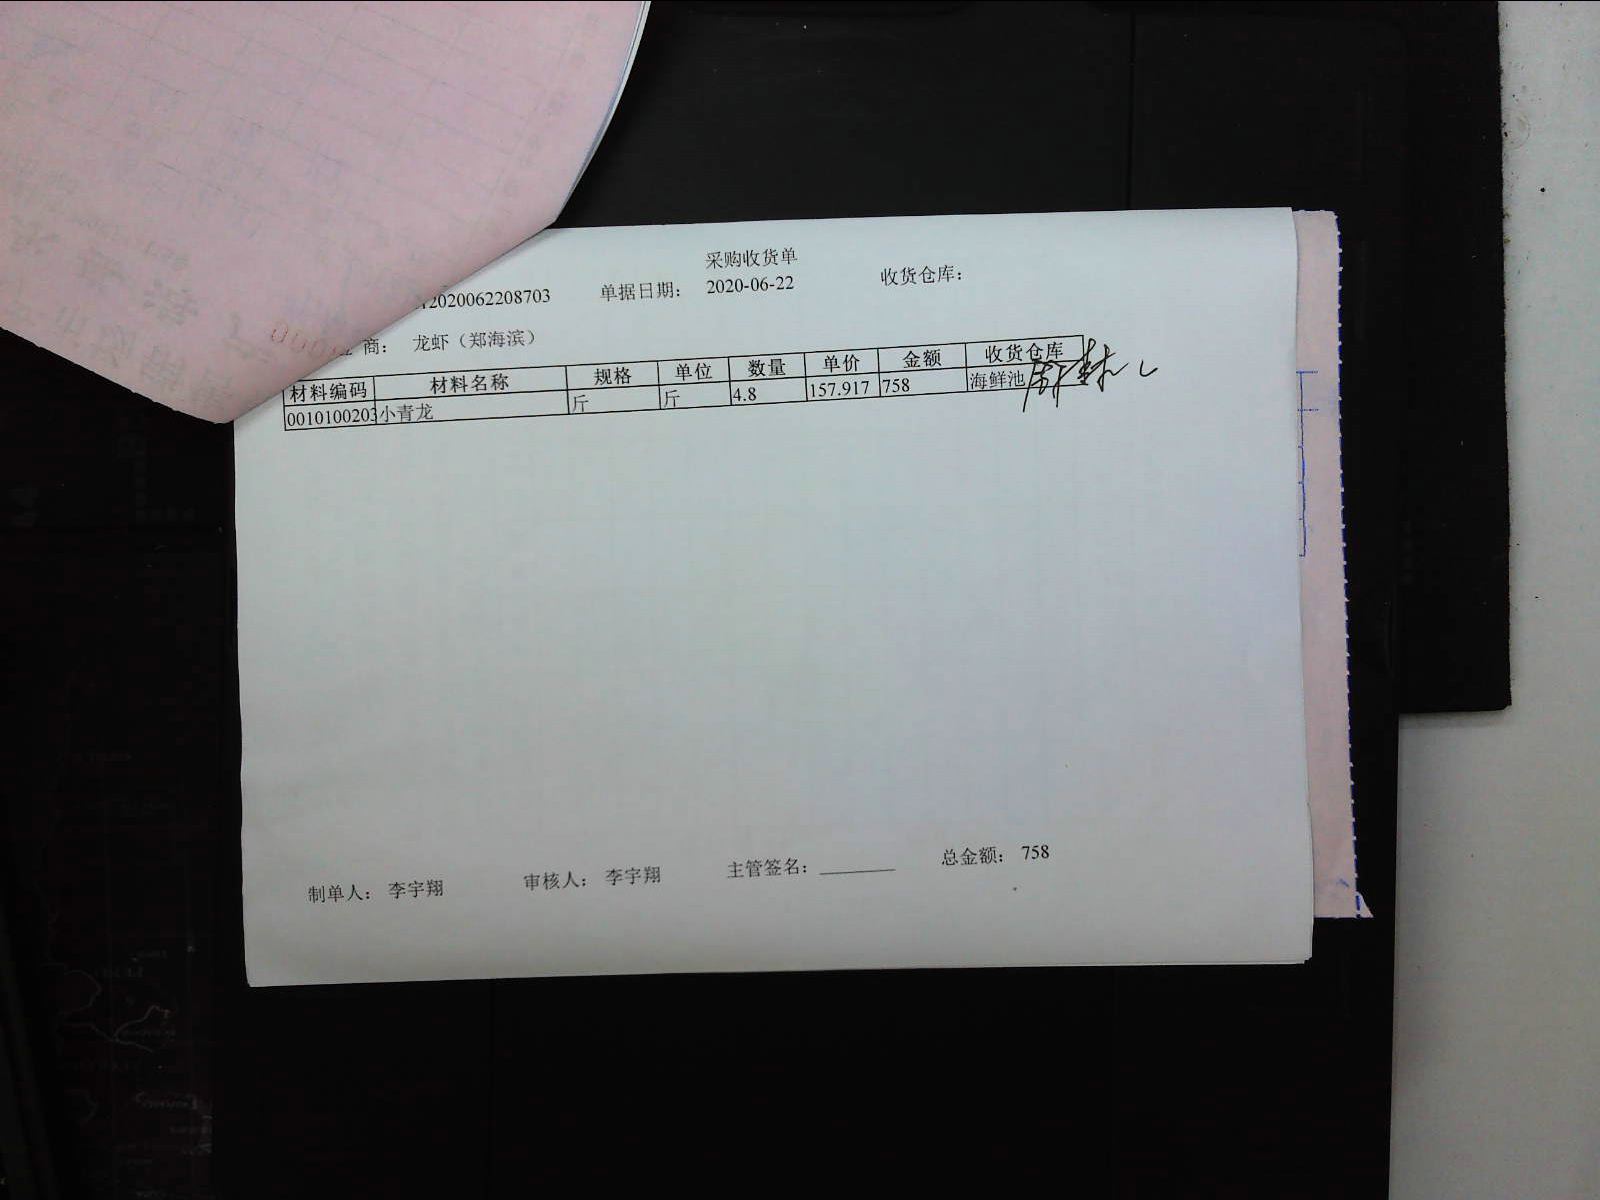 采购收货单
2020062208703 单据日期： 2020-06-22 收货仓库：
商： 龙虾（郑海滨）
材料编码 材料名称 规格 单位 数量 单价 金额 收货仓库
0010100203 小青龙 斤 斤 4.8 157.917 758 海鲜池
制单人： 李宇翔 审核人： 李宇翔 主管签名： 总金额： 758